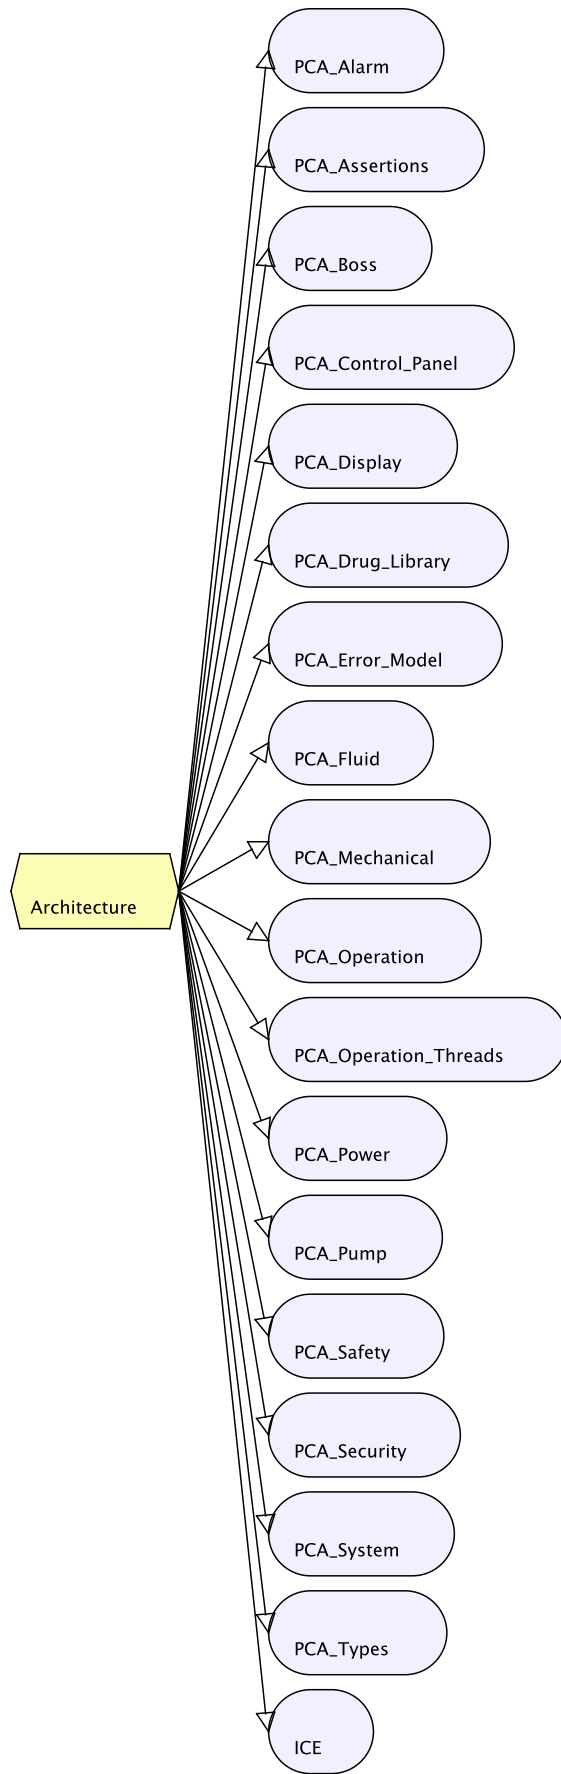 PCA_Alarm
PCA_Assertions
PCA_Boss
PCA_Control_Panel
PCA_Display
PCA_Drug_Library
PCA_Error_Model
PCA_Fluid
PCA_Mechanical
Architecture
PCA_Operation
PCA_Operation_Threads
PCA_Power
PCA_Pump
PCA_Safety
PCA_Security
PCA_System
PCA_Types
ICE